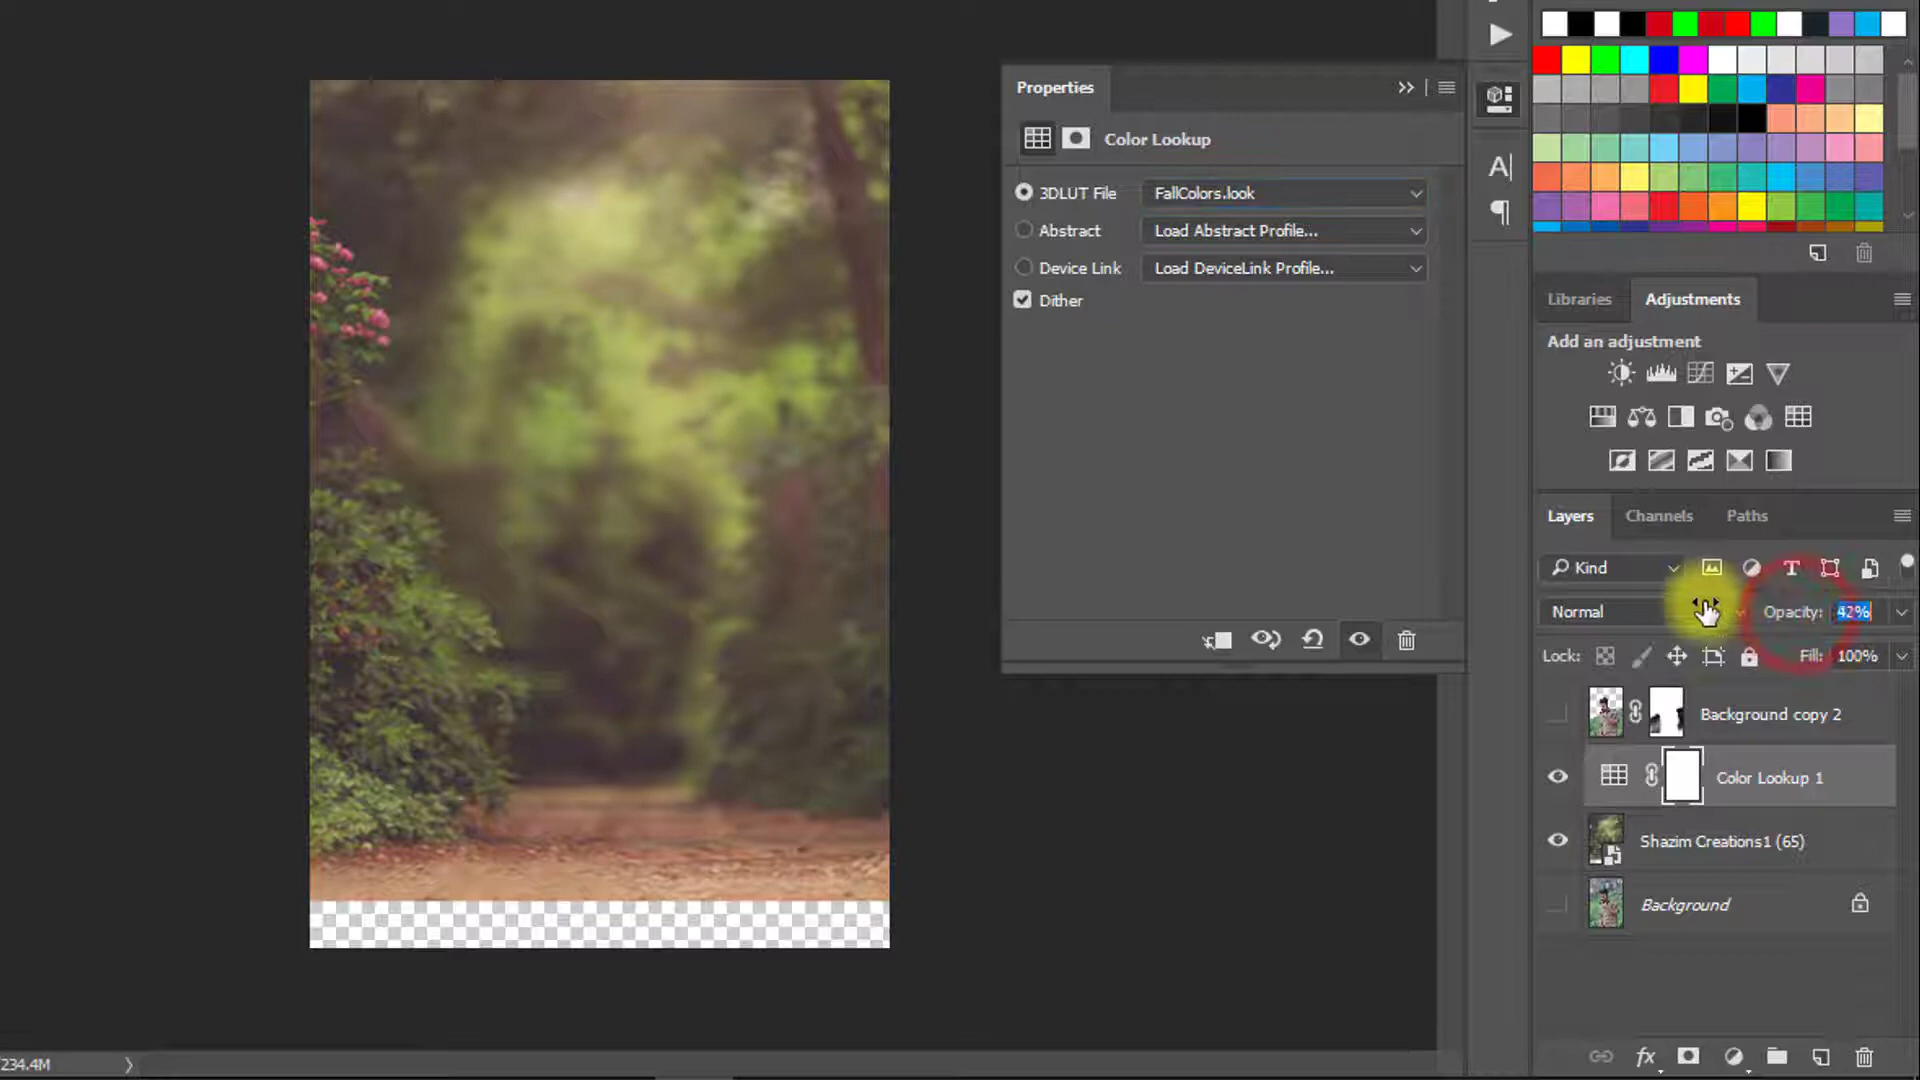 Properties
Color Lookup
3DLUT File FallColors.look
Abstract Load Abstract Profile...
Device Link Load DeviceLink Profile...
Dither
Libraries Adjustments
Add an adjustment
Layers Channels Paths
Kind
Normal Opacity: 42%
Lock: Fill: 100%
Background copy 2
Color Lookup 1
Shazim Creations1 (65)
Background
fx
234.4M